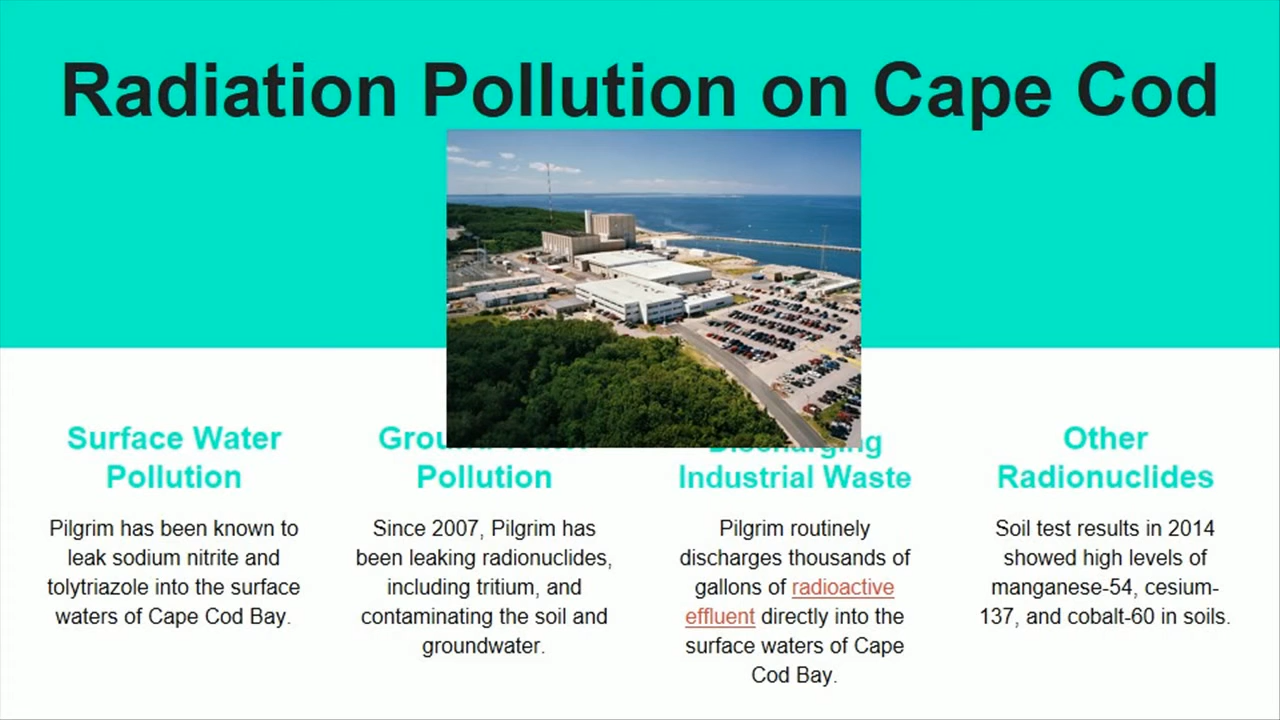 Radiation Pollution on Cape Cod
Surface Water
Pollution
Pilgrim has been known to
leak sodium nitrite and
tolytriazole into the surface
waters of Cape Cod Bay.
Pollution
Since 2007, Pilgrim has
been leaking radionuclides,
including tritium, and
contaminating the soil and
groundwater.
Discharging
Industrial Waste
Pilgrim routinely
discharges thousands of
gallons of radioactive
effluent directly into the
surface waters of Cape
Cod Bay.
Other
Radionuclides
Soil test results in 2014
showed high levels of
manganese-54, cesium-
137, and cobalt-60 in soils.